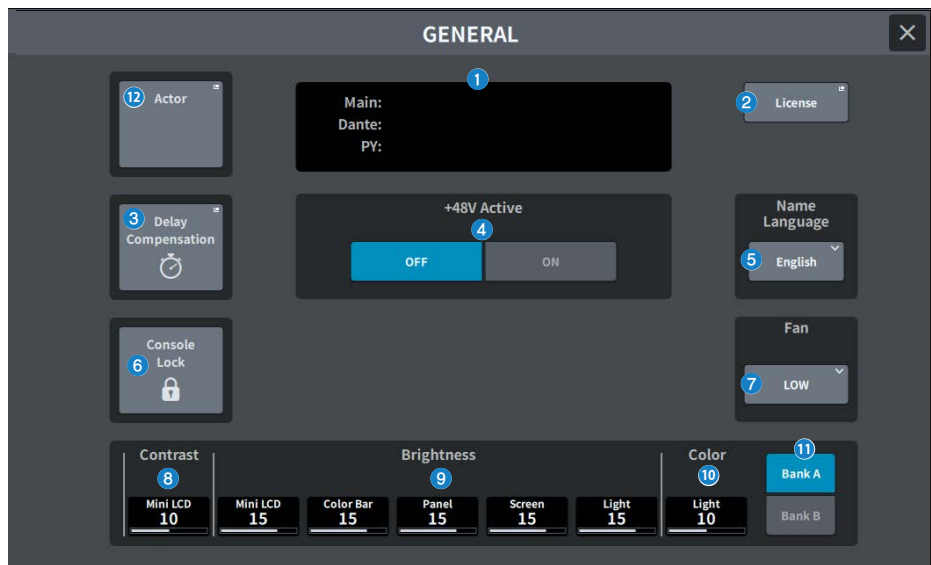 GENERAL
1
12 Actor
Main:
Dante:
PY:
2 License
3 Delay
Compensation
+48V Active
4
OFF ON
Name
Language
5 English
Console
6 Lock
Fan
7 LOW
Contrast Brightness Color
8 9 10 11
Bank A
Mini LCD Mini LCD Color Bar Panel Screen Light Light
10 15 15 15 15 15 10
Bank B